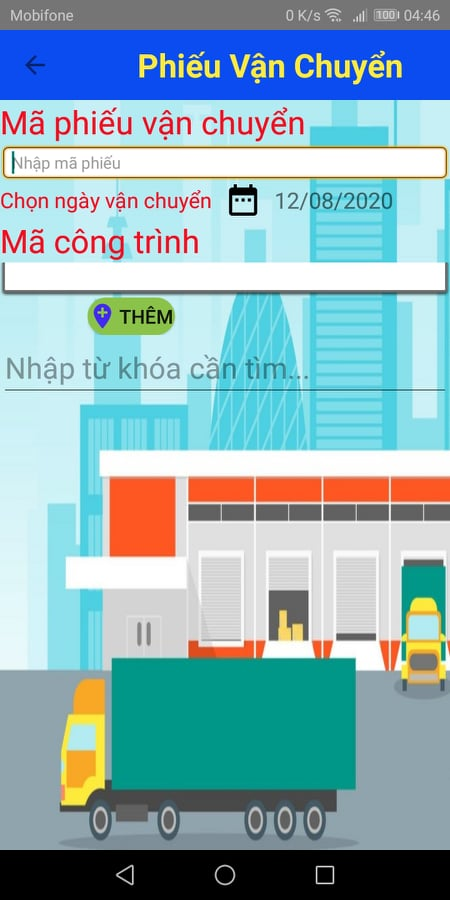 Mobifone 0 K/s 100 04:46
Phiếu Vận Chuyển
Mã phiếu vận chuyển
Nhập mã phiếu
Chọn ngày vận chuyển 12/08/2020
Mã công trình
THÊM
Nhập từ khóa cần tìm...